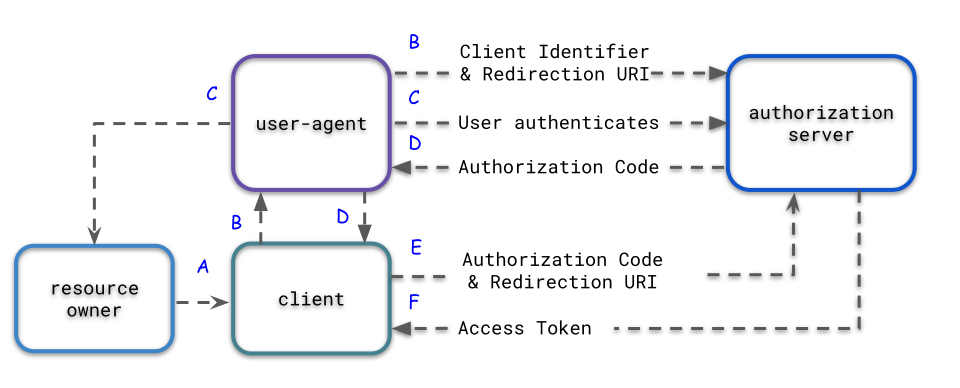 B
Client Identifier
& Redirection URI
C
C
user-agent
User authenticates
authorization
server
D
Authorization Code
B
D
A
E
resource
owner
client
Authorization Code
& Redirection URI
F
Access Token